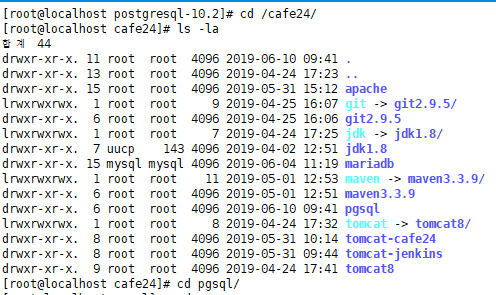 [root@localhost postgresql-10.2]# cd /cafe24/
[root@localhost cafe24]# ls -la
합계 44
drwxr-xr-x. 11 root root 4096 2019-06-10 09:41 .
drwxr-xr-x. 13 root root 4096 2019-04-24 17:23 ..
drwxr-xr-x. 15 root root 4096 2019-05-31 15:12 apache
lrwxrwxrwx. 1 root root 9 2019-04-25 16:07 git -> git2.9.5/
drwxr-xr-x. 6 root root 4096 2019-04-25 16:06 git2.9.5
lrwxrwxrwx. 1 root root 7 2019-04-24 17:25 jdk -> jdk1.8/
drwxr-xr-x. 7 uucp 143 4096 2019-04-02 12:51 jdk1.8
drwxr-xr-x. 15 mysql mysql 4096 2019-06-04 11:19 mariadb
lrwxrwxrwx. 1 root root 11 2019-05-01 12:53 maven -> maven3.3.9/
drwxr-xr-x. 6 root root 4096 2019-05-01 12:51 maven3.3.9
drwxr-xr-x. 6 root root 4096 2019-06-10 09:41 pgsql
lrwxrwxrwx. 1 root root 8 2019-04-24 17:32 tomcat -> tomcat8/
drwxr-xr-x. 8 root root 4096 2019-05-31 10:14 tomcat-cafe24
drwxr-xr-x. 8 root root 4096 2019-05-31 09:44 tomcat-jenkins
drwxr-xr-x. 9 root root 4096 2019-04-24 17:41 tomcat8
[root@localhost cafe24]# cd pgsql/